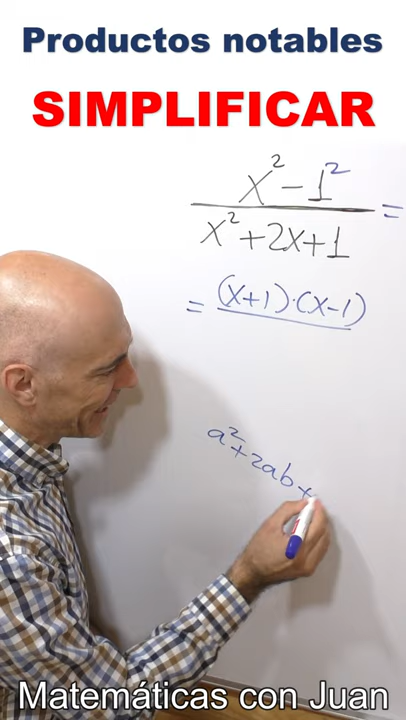 Productos notables
SIMPLIFICAR
x² - 1²
x² + 2x + 1
=
= (x+1)·(x-1)
a² + 2ab +
Matemáticas con Juan